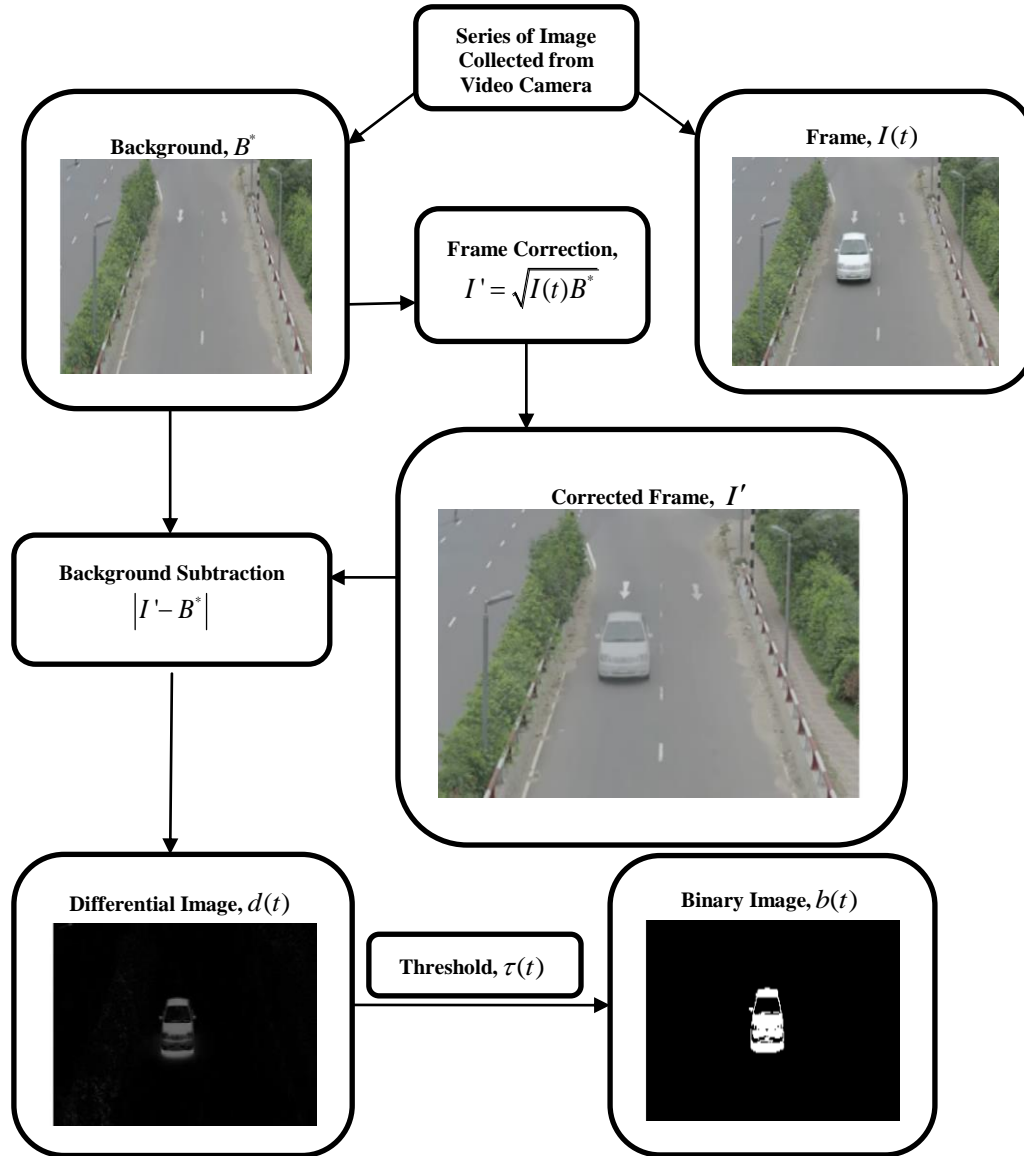 Series of Image
Collected from
Video Camera
Background, B*
Frame, I(t)
Frame Correction,
I' = √I(t)B*
Corrected Frame, I′
Background Subtraction
|I'− B*|
Differential Image, d(t)
Threshold, τ(t)
Binary Image, b(t)